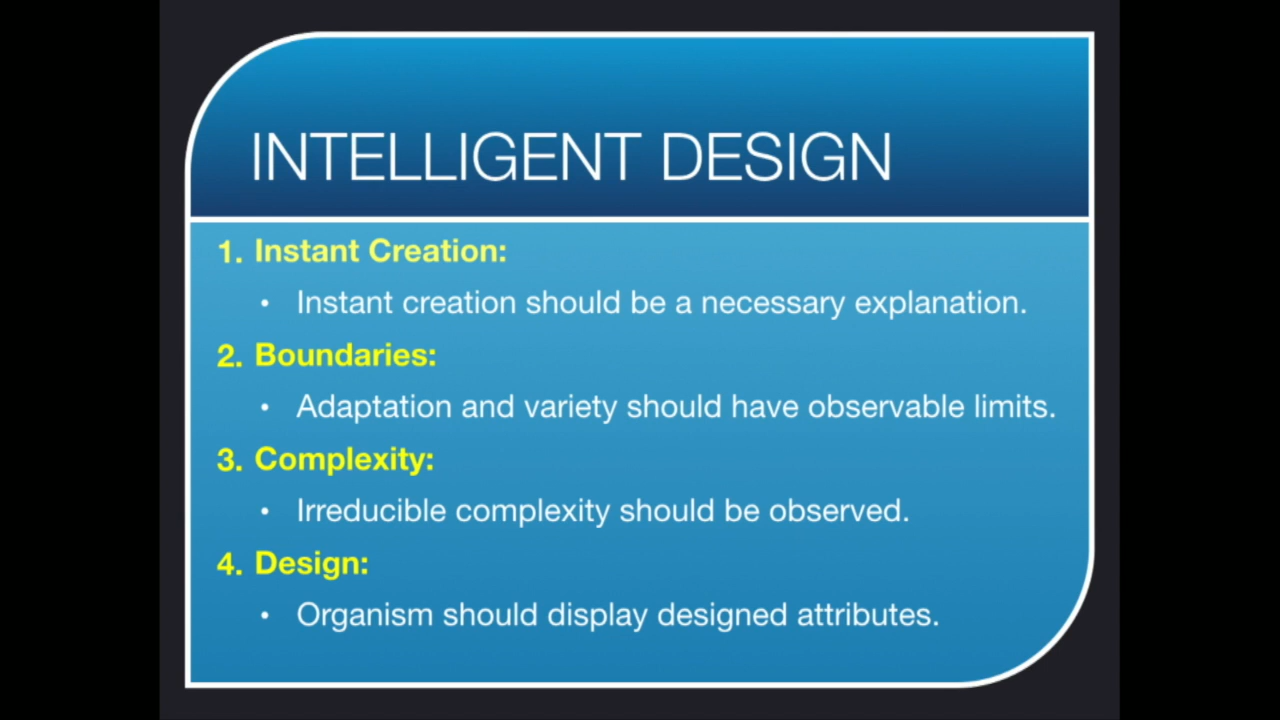 INTELLIGENT DESIGN
1. Instant Creation:
• Instant creation should be a necessary explanation.
2. Boundaries:
• Adaptation and variety should have observable limits.
3. Complexity:
• Irreducible complexity should be observed.
4. Design:
• Organism should display designed attributes.